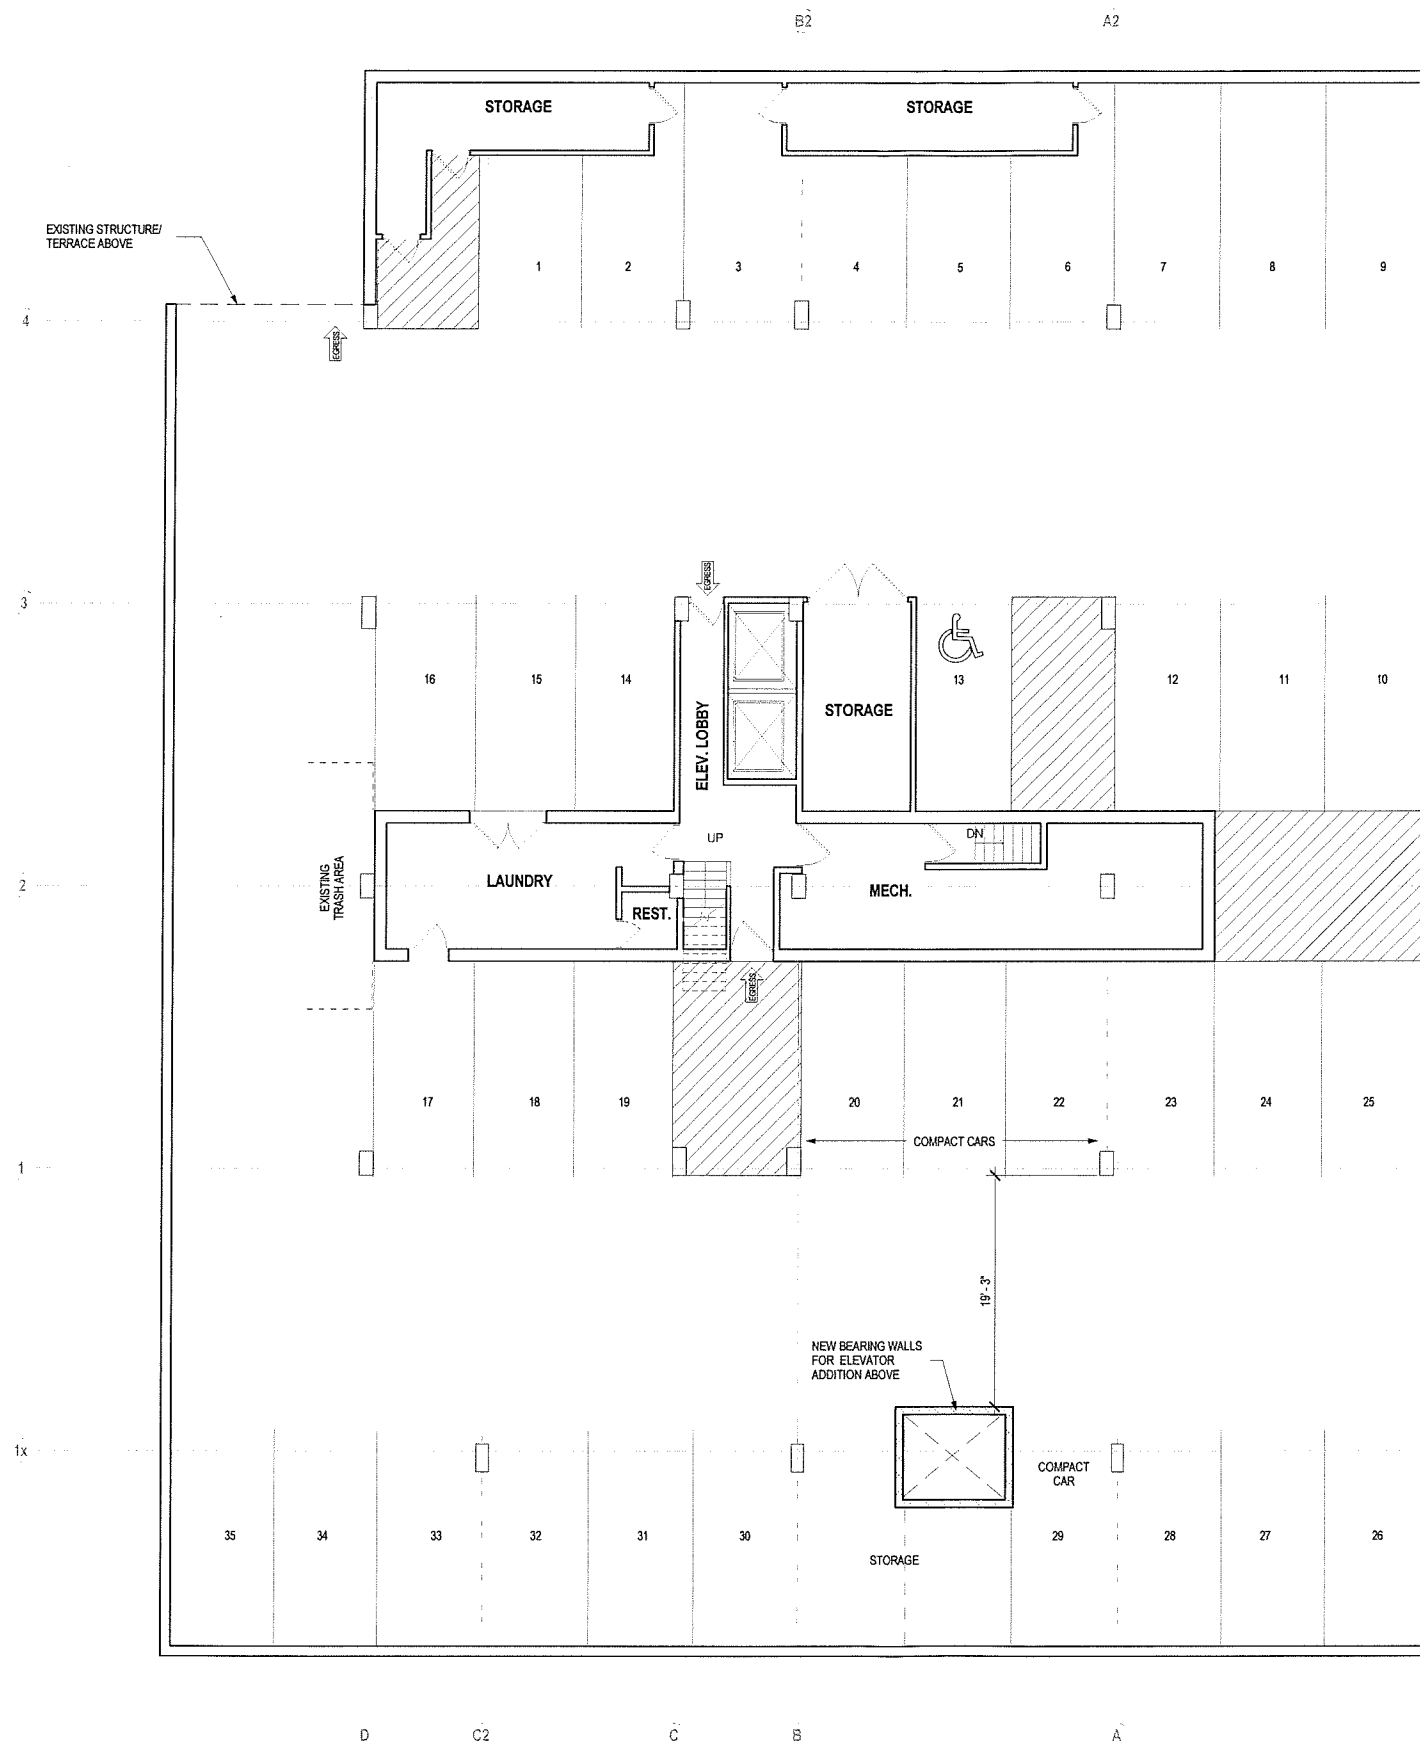 B2 A2
STORAGE STORAGE
EXISTING STRUCTURE/
TERRACE ABOVE
1 2 3 4 5 6 7 8 9
4
EGRESS
EGRESS
3
16 15 14 13 12 11 10
ELEV. LOBBY
STORAGE
UP
DN
EXISTING
TRASH AREA
2
LAUNDRY
REST.
MECH.
EGRESS
17 18 19 20 21 22 23 24 25
COMPACT CARS
1
19' - 3"
NEW BEARING WALLS
FOR ELEVATOR
ADDITION ABOVE
1x
COMPACT
CAR
35 34 33 32 31 30 29 28 27 26
STORAGE
D C2 C B A